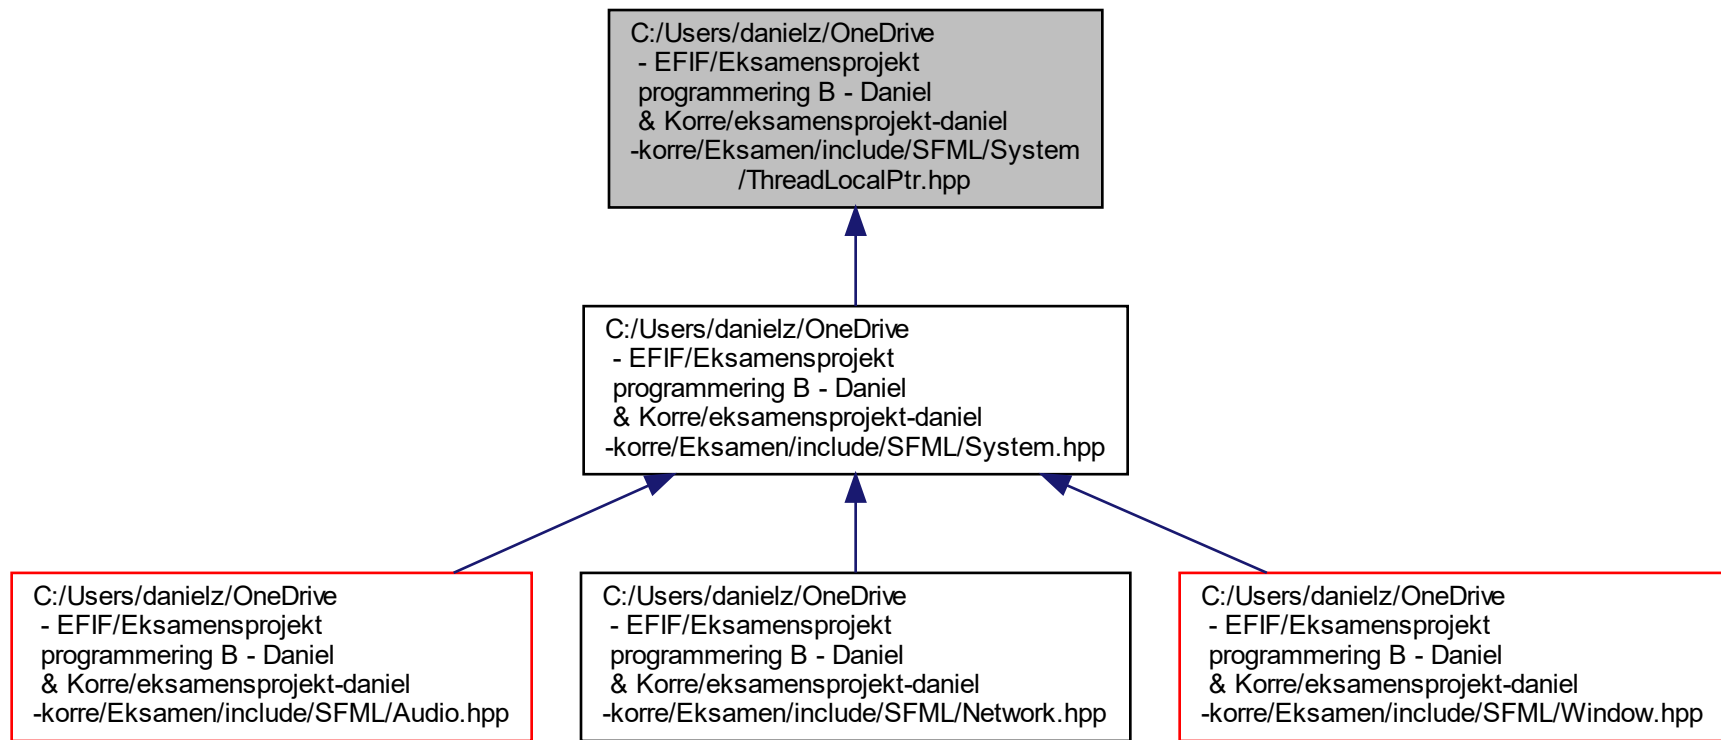 C:/Users/danielz/OneDrive
- EFIF/Eksamensprojekt
programmering B - Daniel
& Korre/eksamensprojekt-daniel
-korre/Eksamen/include/SFML/System
/ThreadLocalPtr.hpp
C:/Users/danielz/OneDrive
- EFIF/Eksamensprojekt
programmering B - Daniel
& Korre/eksamensprojekt-daniel
-korre/Eksamen/include/SFML/System.hpp
C:/Users/danielz/OneDrive
- EFIF/Eksamensprojekt
programmering B - Daniel
& Korre/eksamensprojekt-daniel
-korre/Eksamen/include/SFML/Audio.hpp
C:/Users/danielz/OneDrive
- EFIF/Eksamensprojekt
programmering B - Daniel
& Korre/eksamensprojekt-daniel
-korre/Eksamen/include/SFML/Network.hpp
C:/Users/danielz/OneDrive
- EFIF/Eksamensprojekt
programmering B - Daniel
& Korre/eksamensprojekt-daniel
-korre/Eksamen/include/SFML/Window.hpp